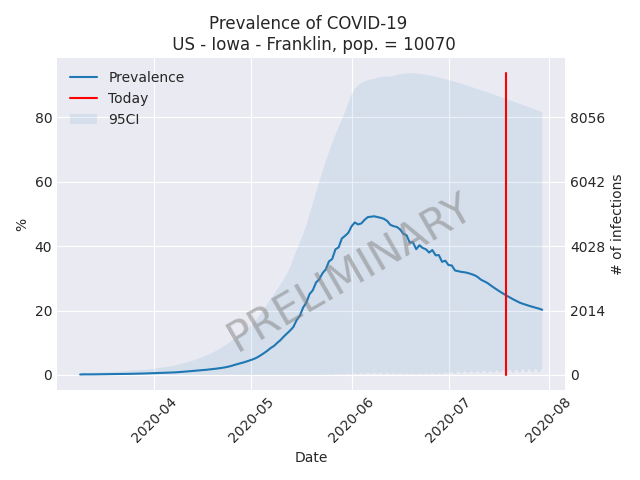 Prevalence of COVID-19
US - Iowa - Franklin, pop. = 10070
Prevalence
Today
95CI
80
60
40
20
0
%
8056
6042
4028
2014
0
# of infections
PRELIMINARY
2020-04
2020-05
2020-06
2020-07
2020-08
Date